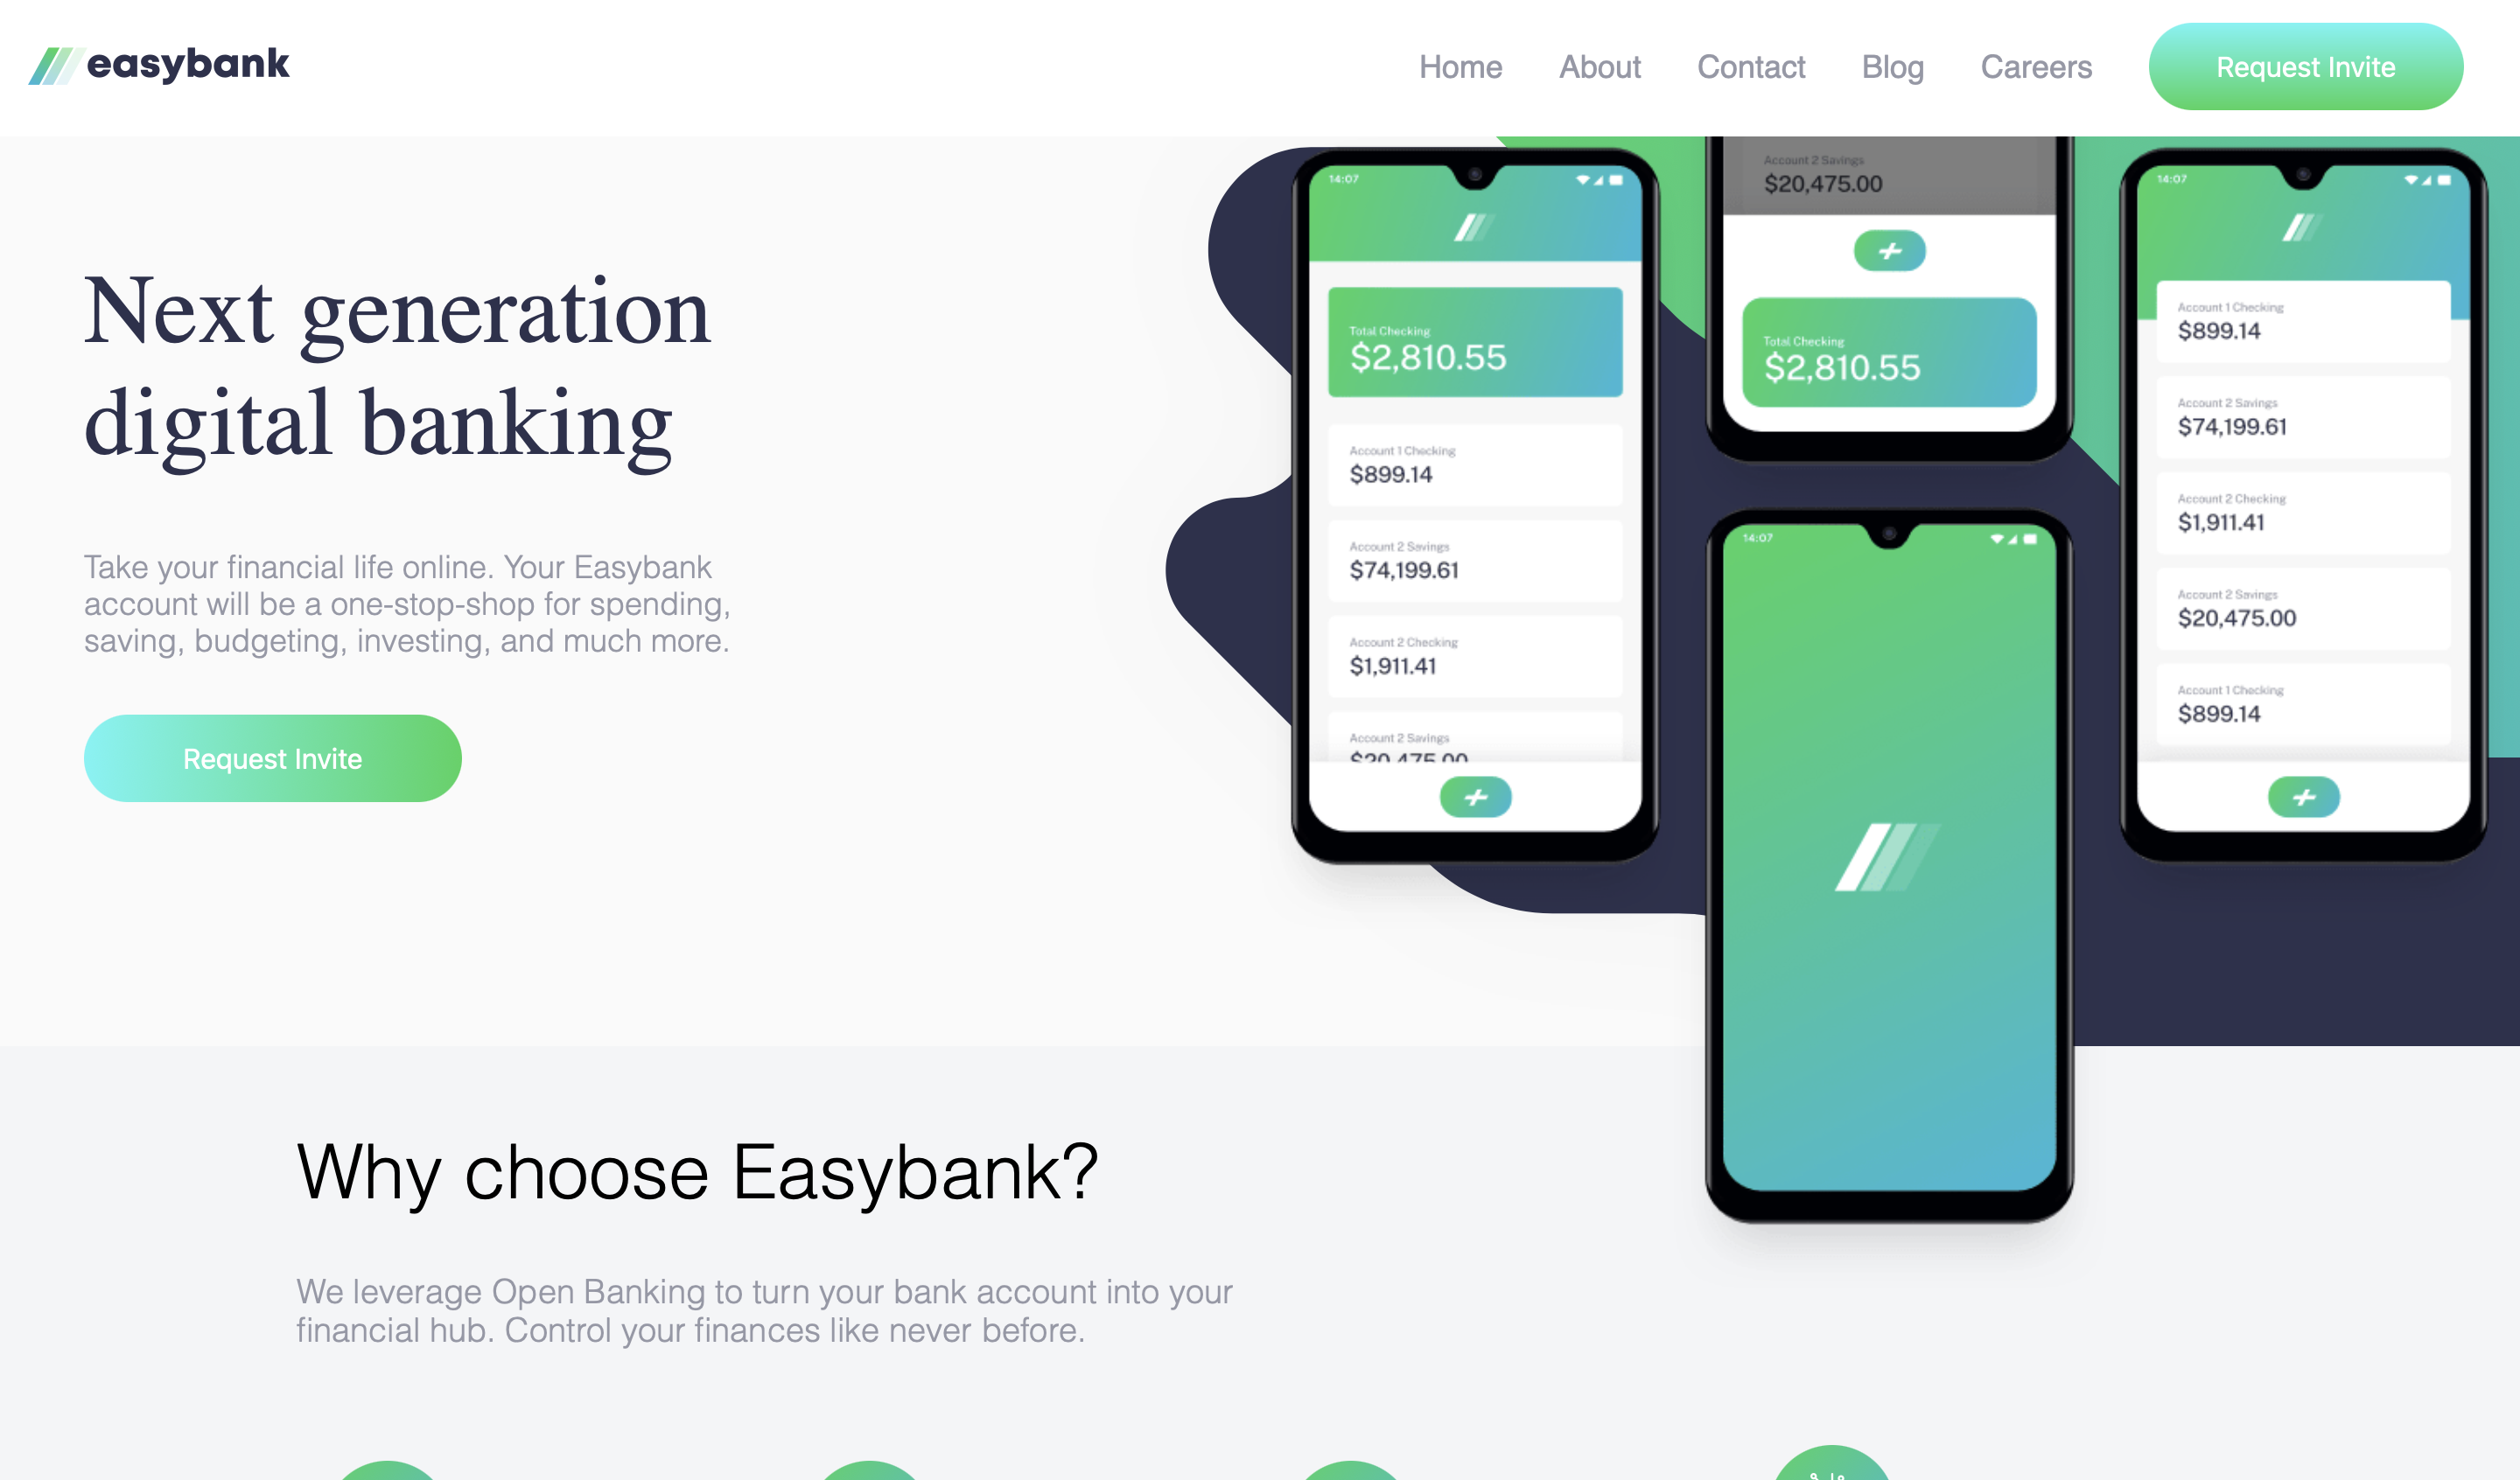 easybank
Home
About
Contact
Blog
Careers
Request Invite
Next generation
digital banking
Take your financial life online. Your Easybank
account will be a one-stop-shop for spending,
saving, budgeting, investing, and much more.
Request Invite
14:07
Total Checking
$2,810.55
Account 1 Checking
$899.14
Account 2 Savings
$74,199.61
Account 2 Checking
$1,911.41
Account 2 Savings
$20,475.00
Account 2 Savings
$20,475.00
Total Checking
$2,810.55
14:07
14:07
Account 1 Checking
$899.14
Account 2 Savings
$74,199.61
Account 2 Checking
$1,911.41
Account 2 Savings
$20,475.00
Account 1 Checking
$899.14
Why choose Easybank?
We leverage Open Banking to turn your bank account into your
financial hub. Control your finances like never before.